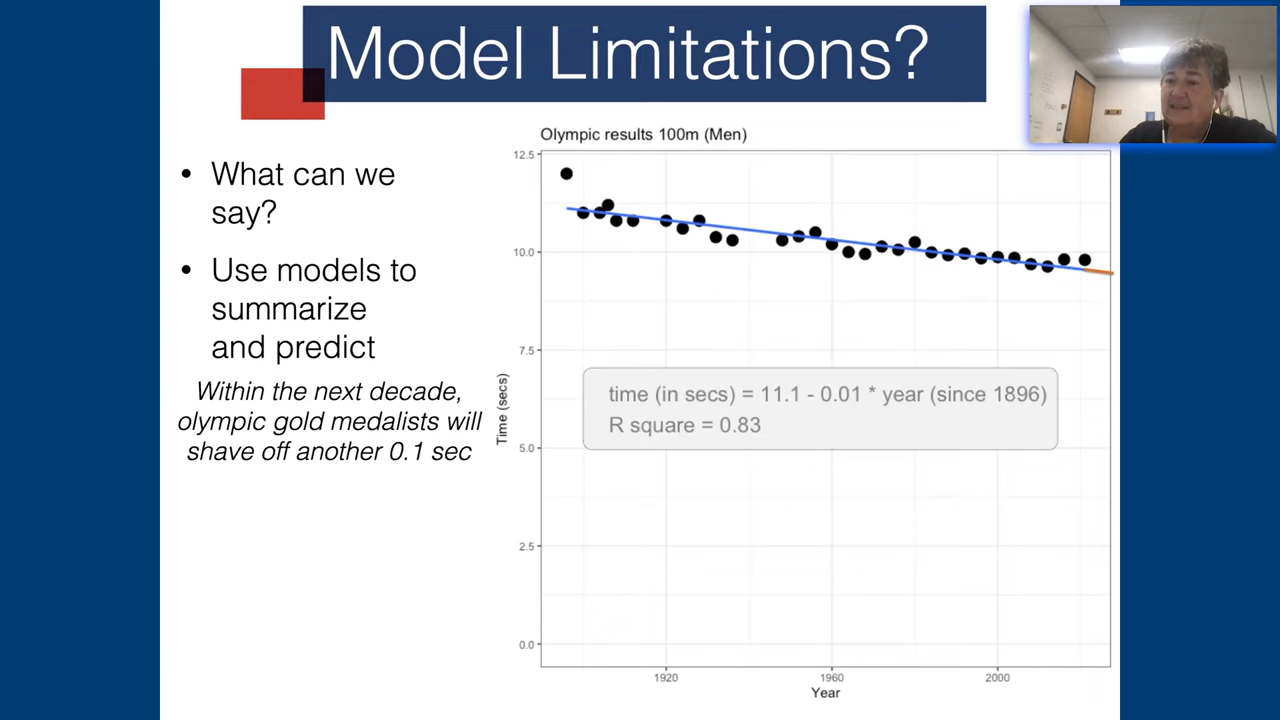 Model Limitations?
• What can we
say?
• Use models to
summarize
and predict
Within the next decade,
olympic gold medalists will
shave off another 0.1 sec
Olympic results 100m (Men)
12.5
10.0
7.5
5.0
2.5
0.0
Time (secs)
time (in secs) = 11.1 - 0.01 * year (since 1896)
R square = 0.83
1920 1960 2000
Year